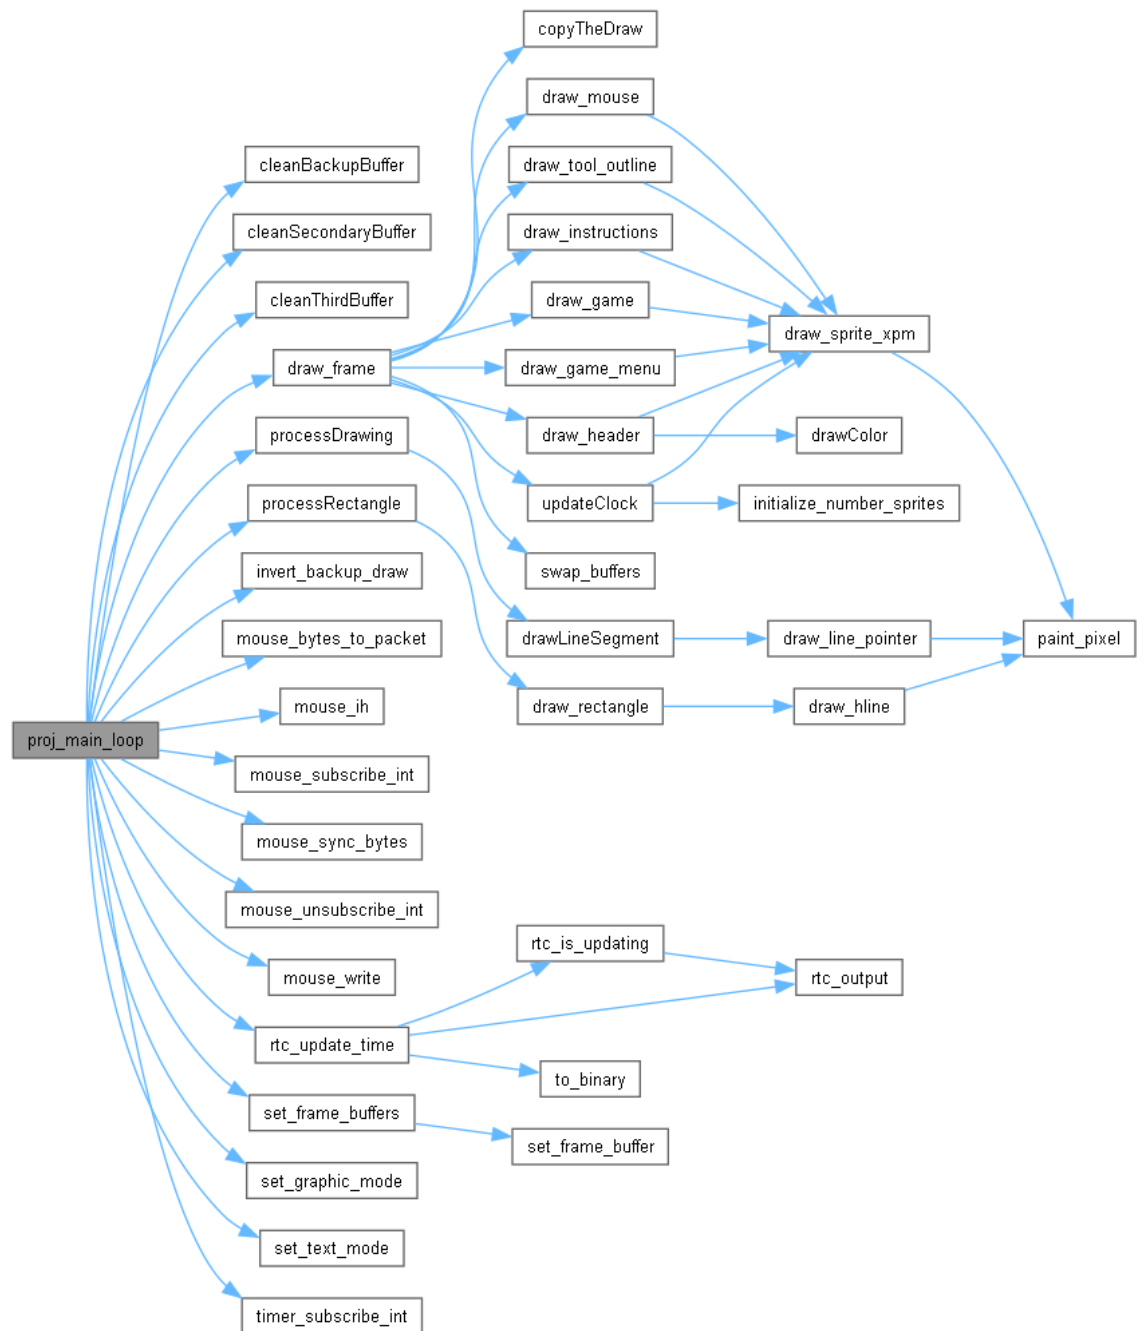 copyTheDraw
draw_mouse
cleanBackupBuffer
draw_tool_outline
cleanSecondaryBuffer
draw_instructions
cleanThirdBuffer
draw_game
draw_sprite_xpm
draw_frame
draw_game_menu
processDrawing
draw_header
drawColor
processRectangle
updateClock
initialize_number_sprites
invert_backup_draw
swap_buffers
mouse_bytes_to_packet
drawLineSegment
draw_line_pointer
paint_pixel
mouse_ih
draw_rectangle
draw_hline
proj_main_loop
mouse_subscribe_int
mouse_sync_bytes
mouse_unsubscribe_int
rtc_is_updating
mouse_write
rtc_output
rtc_update_time
to_binary
set_frame_buffers
set_frame_buffer
set_graphic_mode
set_text_mode
timer_subscribe_int